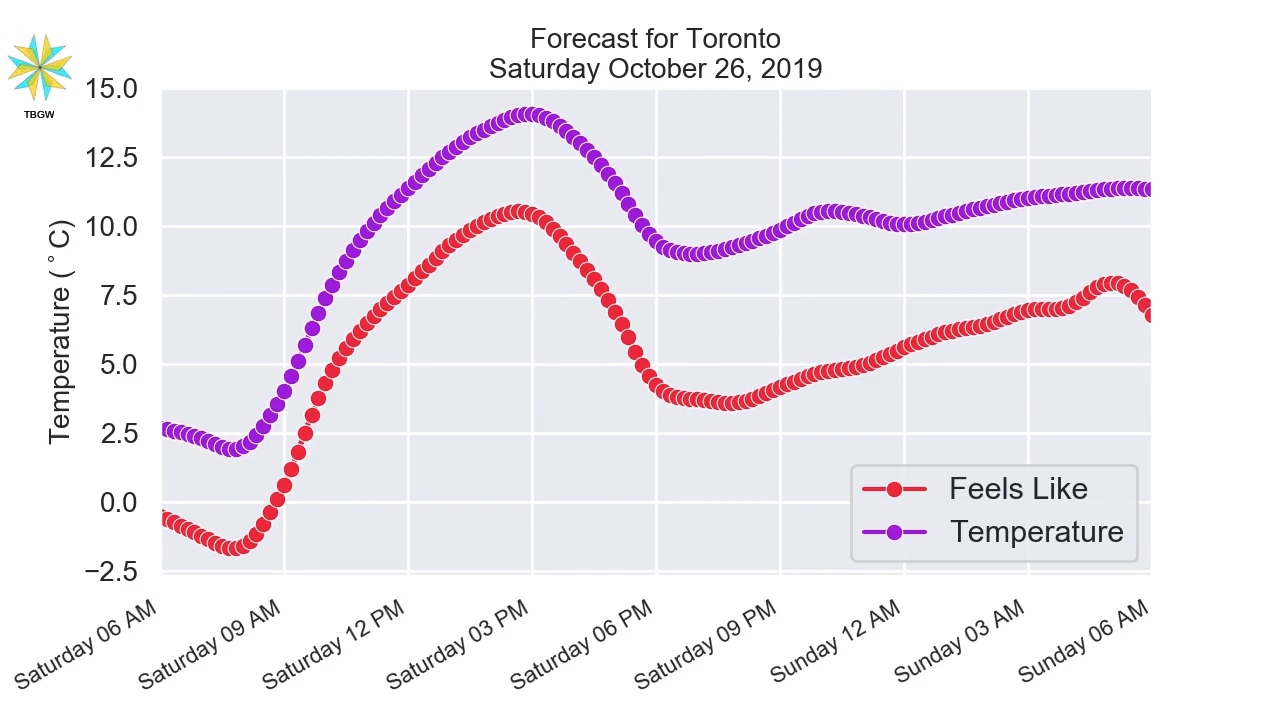 Forecast for Toronto
Saturday October 26, 2019
TBGW
Temperature (˚C)
15.0
12.5
10.0
7.5
5.0
2.5
0.0
−2.5
Feels Like
Temperature
Saturday 06 AM
Saturday 09 AM
Saturday 12 PM
Saturday 03 PM
Saturday 06 PM
Saturday 09 PM
Sunday 12 AM
Sunday 03 AM
Sunday 06 AM